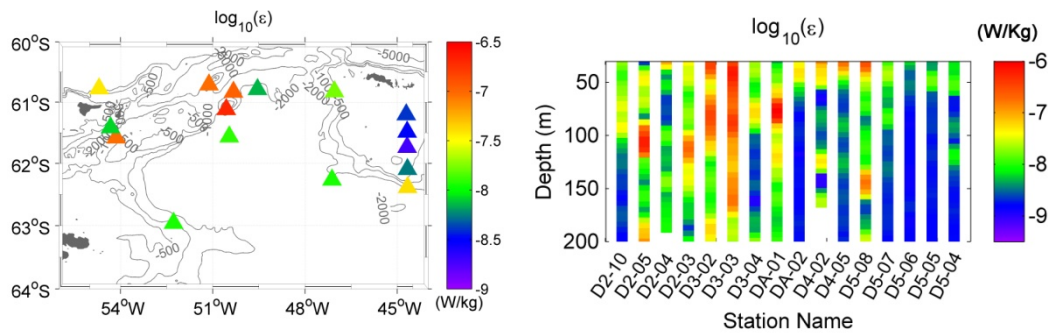 log10(ε)
60°S
61°S
62°S
63°S
64°S
54°W
51°W
48°W
45°W
-5000
-2000
-500
-500
-2000
-6.5
-7
-7.5
-8
-8.5
-9
(W/kg)
log10(ε)
(W/Kg)
Depth (m)
50
100
150
200
D2-10
D2-05
D2-04
D2-03
D3-02
D3-03
D3-04
DA-01
DA-02
D4-02
D4-05
D5-08
D5-07
D5-06
D5-05
D5-04
Station Name
-6
-7
-8
-9